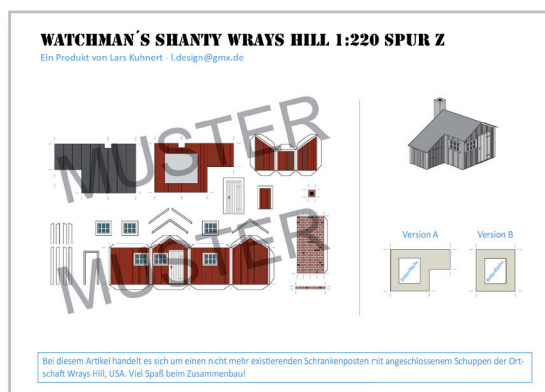 WATCHMAN´S SHANTY WRAYS HILL 1:220 SPUR Z
Ein Produkt von Lars Kuhnert - l.design@gmx.de
MUSTER
MUSTER
Version A
Version B
Bodenfläche
Bodenfläche
Bei diesem Artikel handelt es sich um einen nicht mehr existierenden Schrankenposten mit angeschlossenem Schuppen der Ort-
schaft Wrays Hill, USA. Viel Spaß beim Zusammenbau!